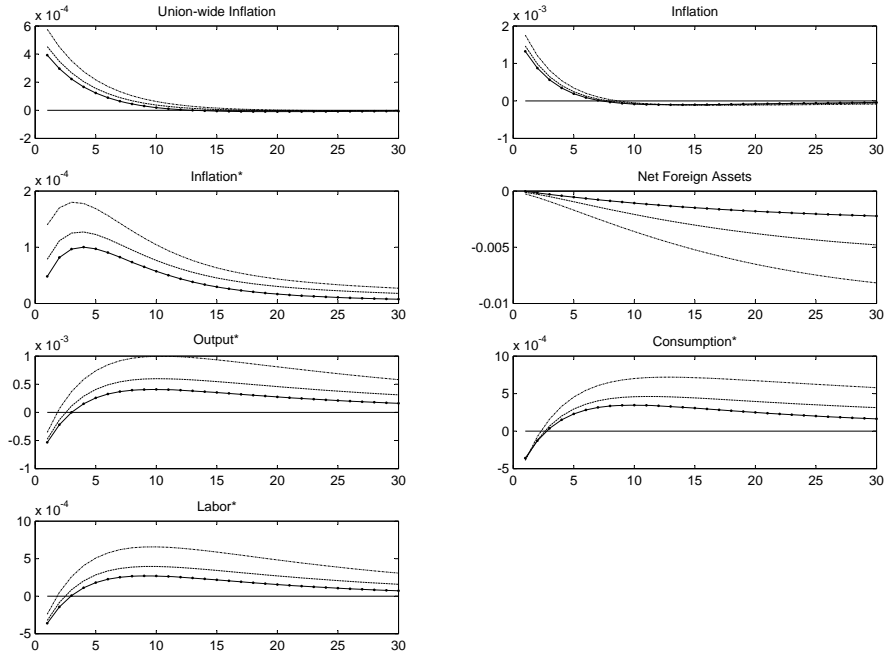 Union-wide Inflation
x 10-4
6
4
2
0
-2
0 5 10 15 20 25 30
Inflation
x 10-3
2
1
0
-1
0 5 10 15 20 25 30
Inflation*
x 10-4
2
1
0
0 5 10 15 20 25 30
Net Foreign Assets
0
-0.005
-0.01
0 5 10 15 20 25 30
Output*
x 10-3
1
0.5
0
-0.5
-1
0 5 10 15 20 25 30
Consumption*
x 10-4
10
5
0
-5
0 5 10 15 20 25 30
Labor*
x 10-4
10
5
0
-5
0 5 10 15 20 25 30